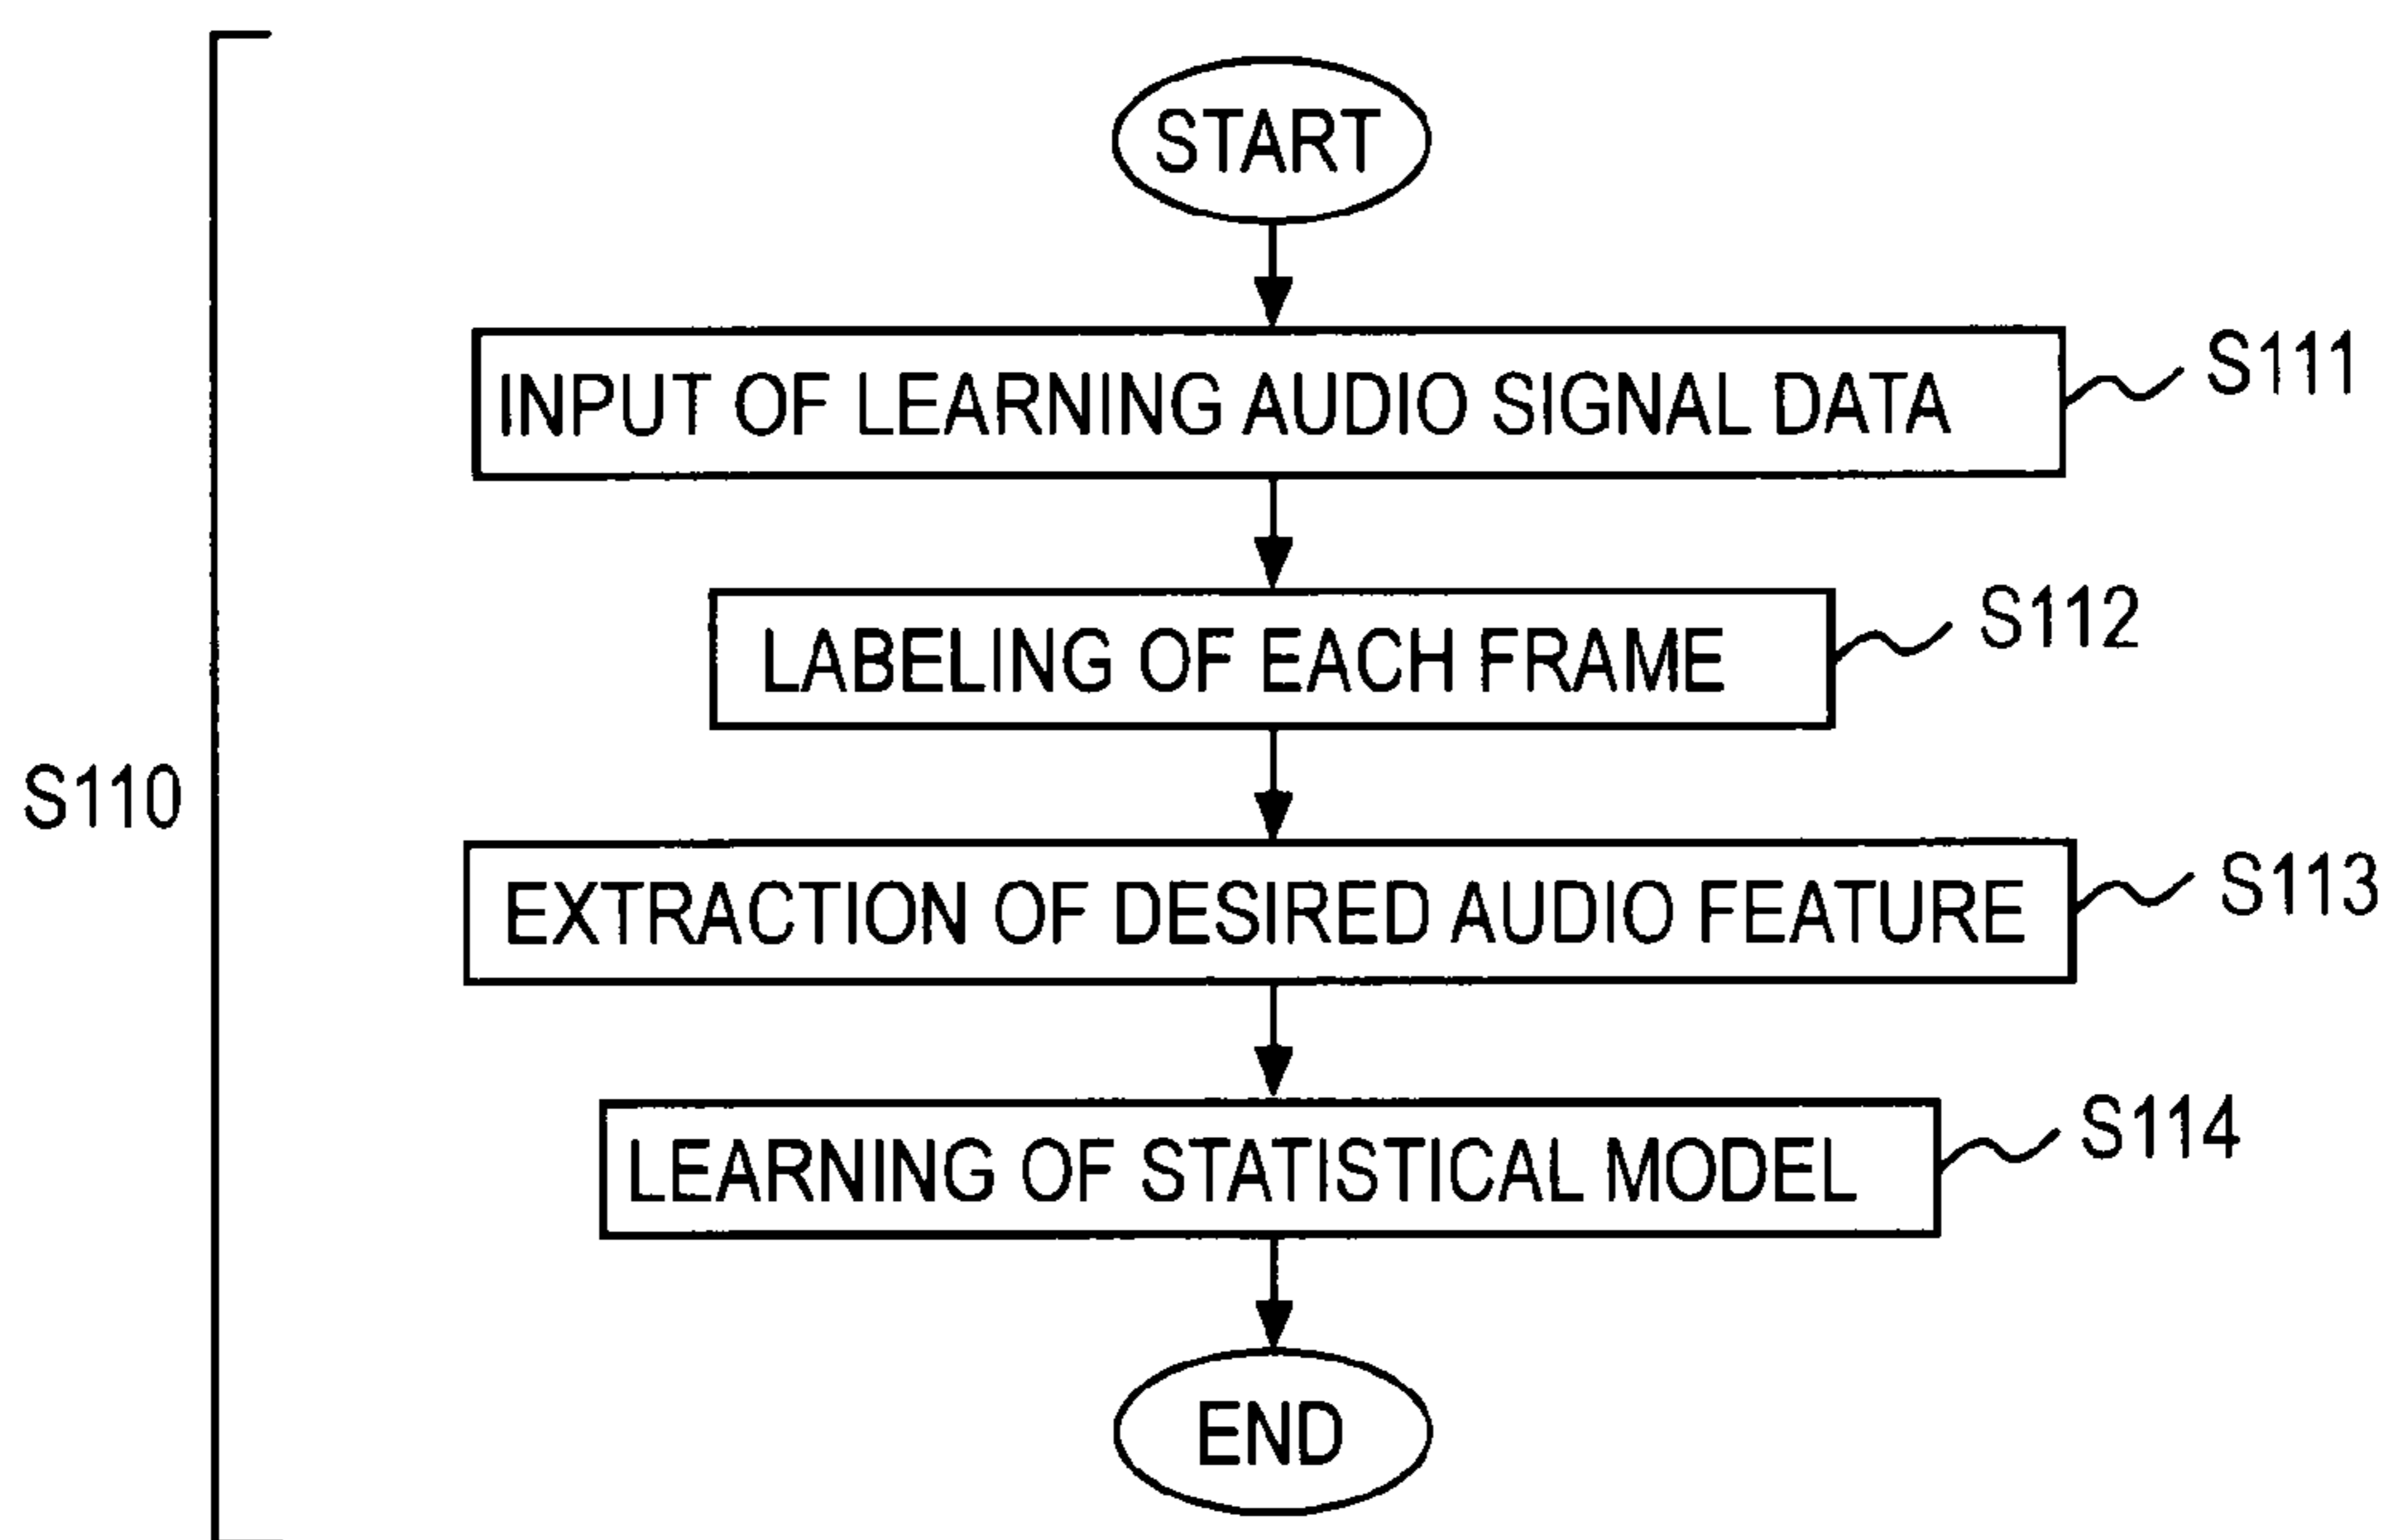 START
INPUT OF LEARNING AUDIO SIGNAL DATA
S111
LABELING OF EACH FRAME
S112
S110
EXTRACTION OF DESIRED AUDIO FEATURE
S113
LEARNING OF STATISTICAL MODEL
S114
END